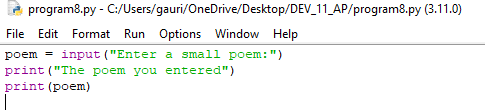 program8.py - C:/Users/gauri/OneDrive/Desktop/DEV_11_AP/program8.py (3.11.0)
File Edit Format Run Options Window Help
poem = input("Enter a small poem:")
print("The poem you entered")
print(poem)